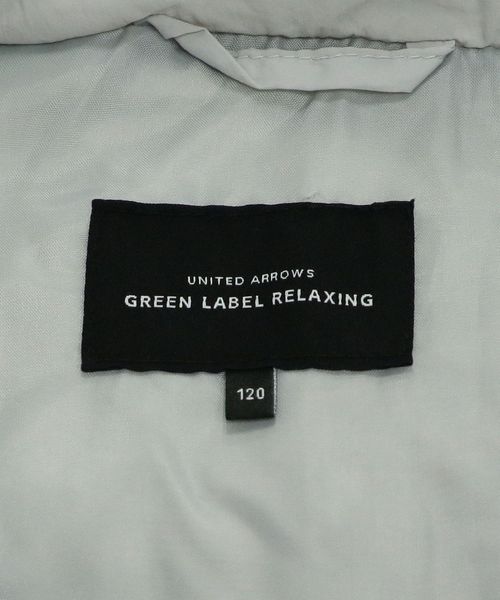 UNITED ARROWS
GREEN LABEL RELAXING
120